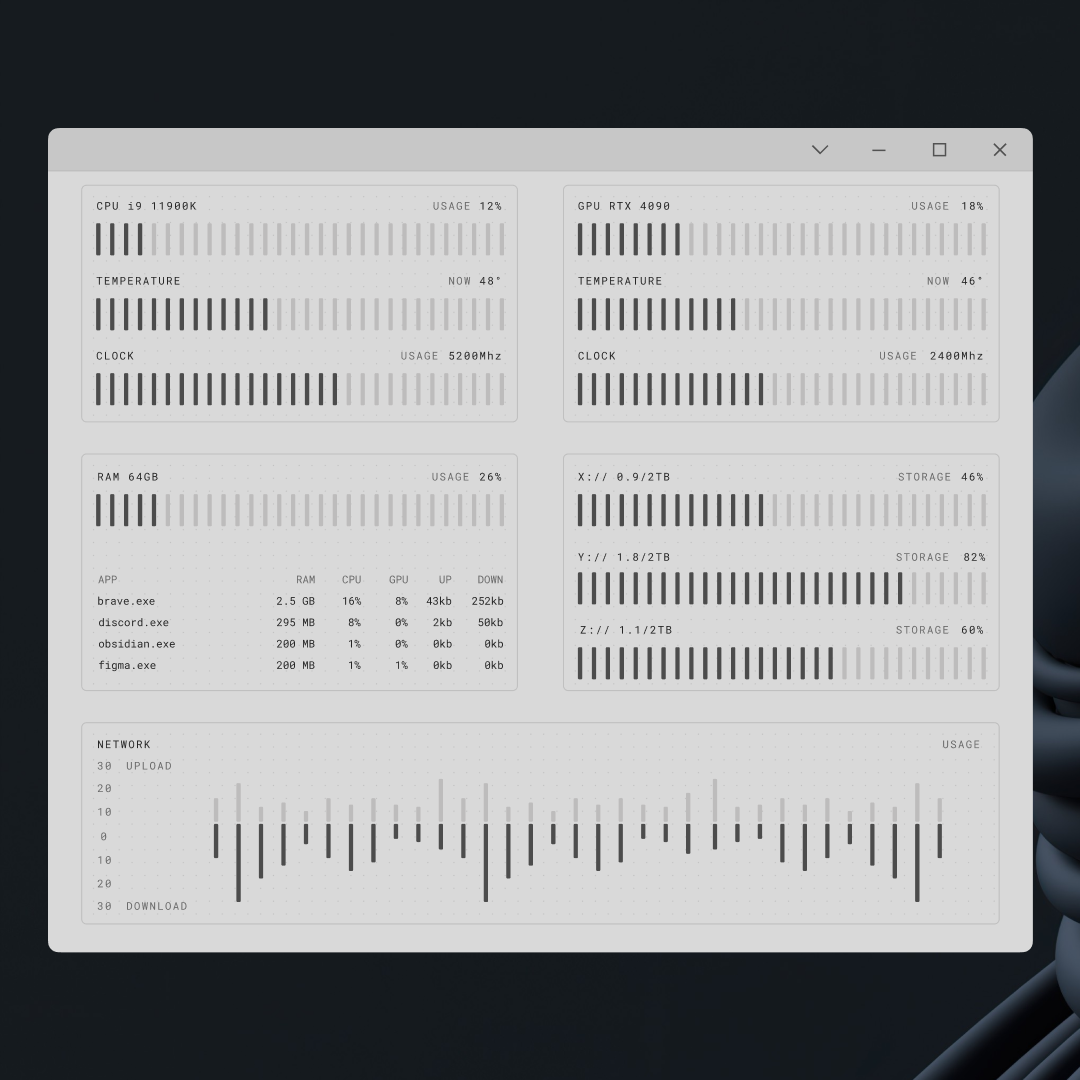 CPU i9 11900K USAGE 12%
TEMPERATURE NOW 48°
CLOCK USAGE 5200Mhz
GPU RTX 4090 USAGE 18%
TEMPERATURE NOW 46°
CLOCK USAGE 2400Mhz
RAM 64GB USAGE 26%
APP RAM CPU GPU UP DOWN
brave.exe 2.5 GB 16% 8% 43kb 252kb
discord.exe 295 MB 8% 0% 2kb 50kb
obsidian.exe 200 MB 1% 0% 0kb 0kb
figma.exe 200 MB 1% 1% 0kb 0kb
X:// 0.9/2TB STORAGE 46%
Y:// 1.8/2TB STORAGE 82%
Z:// 1.1/2TB STORAGE 60%
NETWORK USAGE
30 UPLOAD
20
10
0
10
20
30 DOWNLOAD